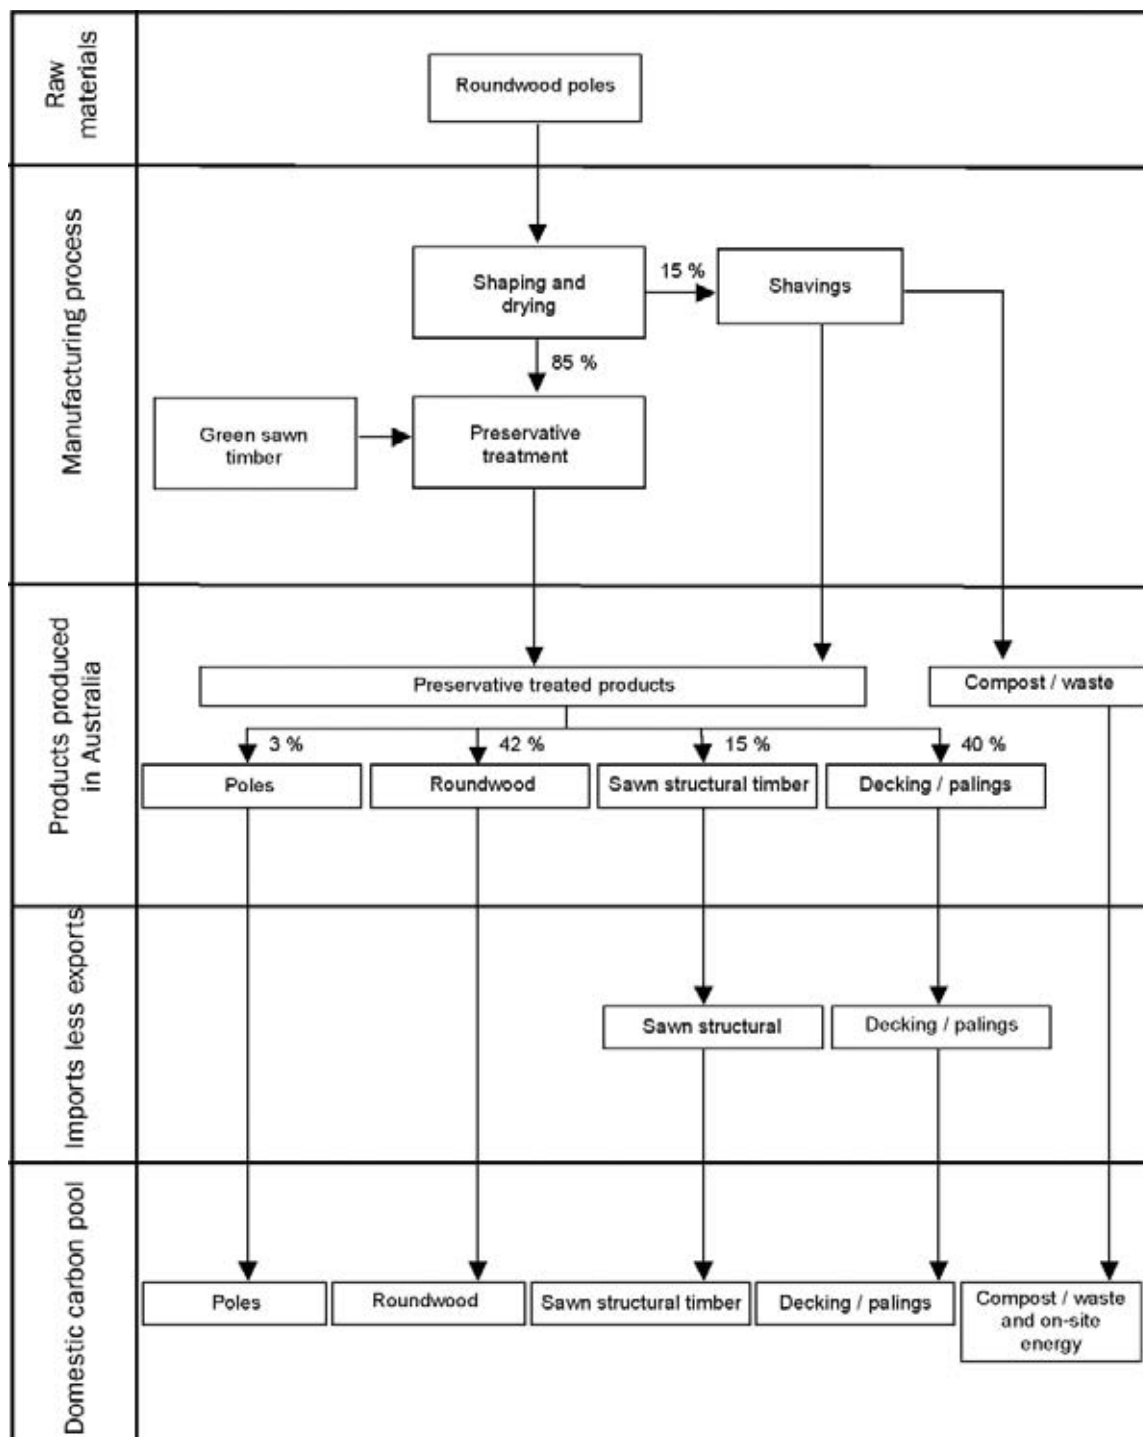 Raw
materials
Roundwood poles
Manufacturing process
Shaping and
drying
15 %
Shavings
85 %
Green sawn
timber
Preservative
treatment
Products produced
in Australia
Preservative treated products
Compost / waste
3 %
42 %
15 %
40 %
Poles
Roundwood
Sawn structural timber
Decking / palings
Imports less exports
Sawn structural
Decking / palings
Domestic carbon pool
Poles
Roundwood
Sawn structural timber
Decking / palings
Compost / waste
and on-site
energy